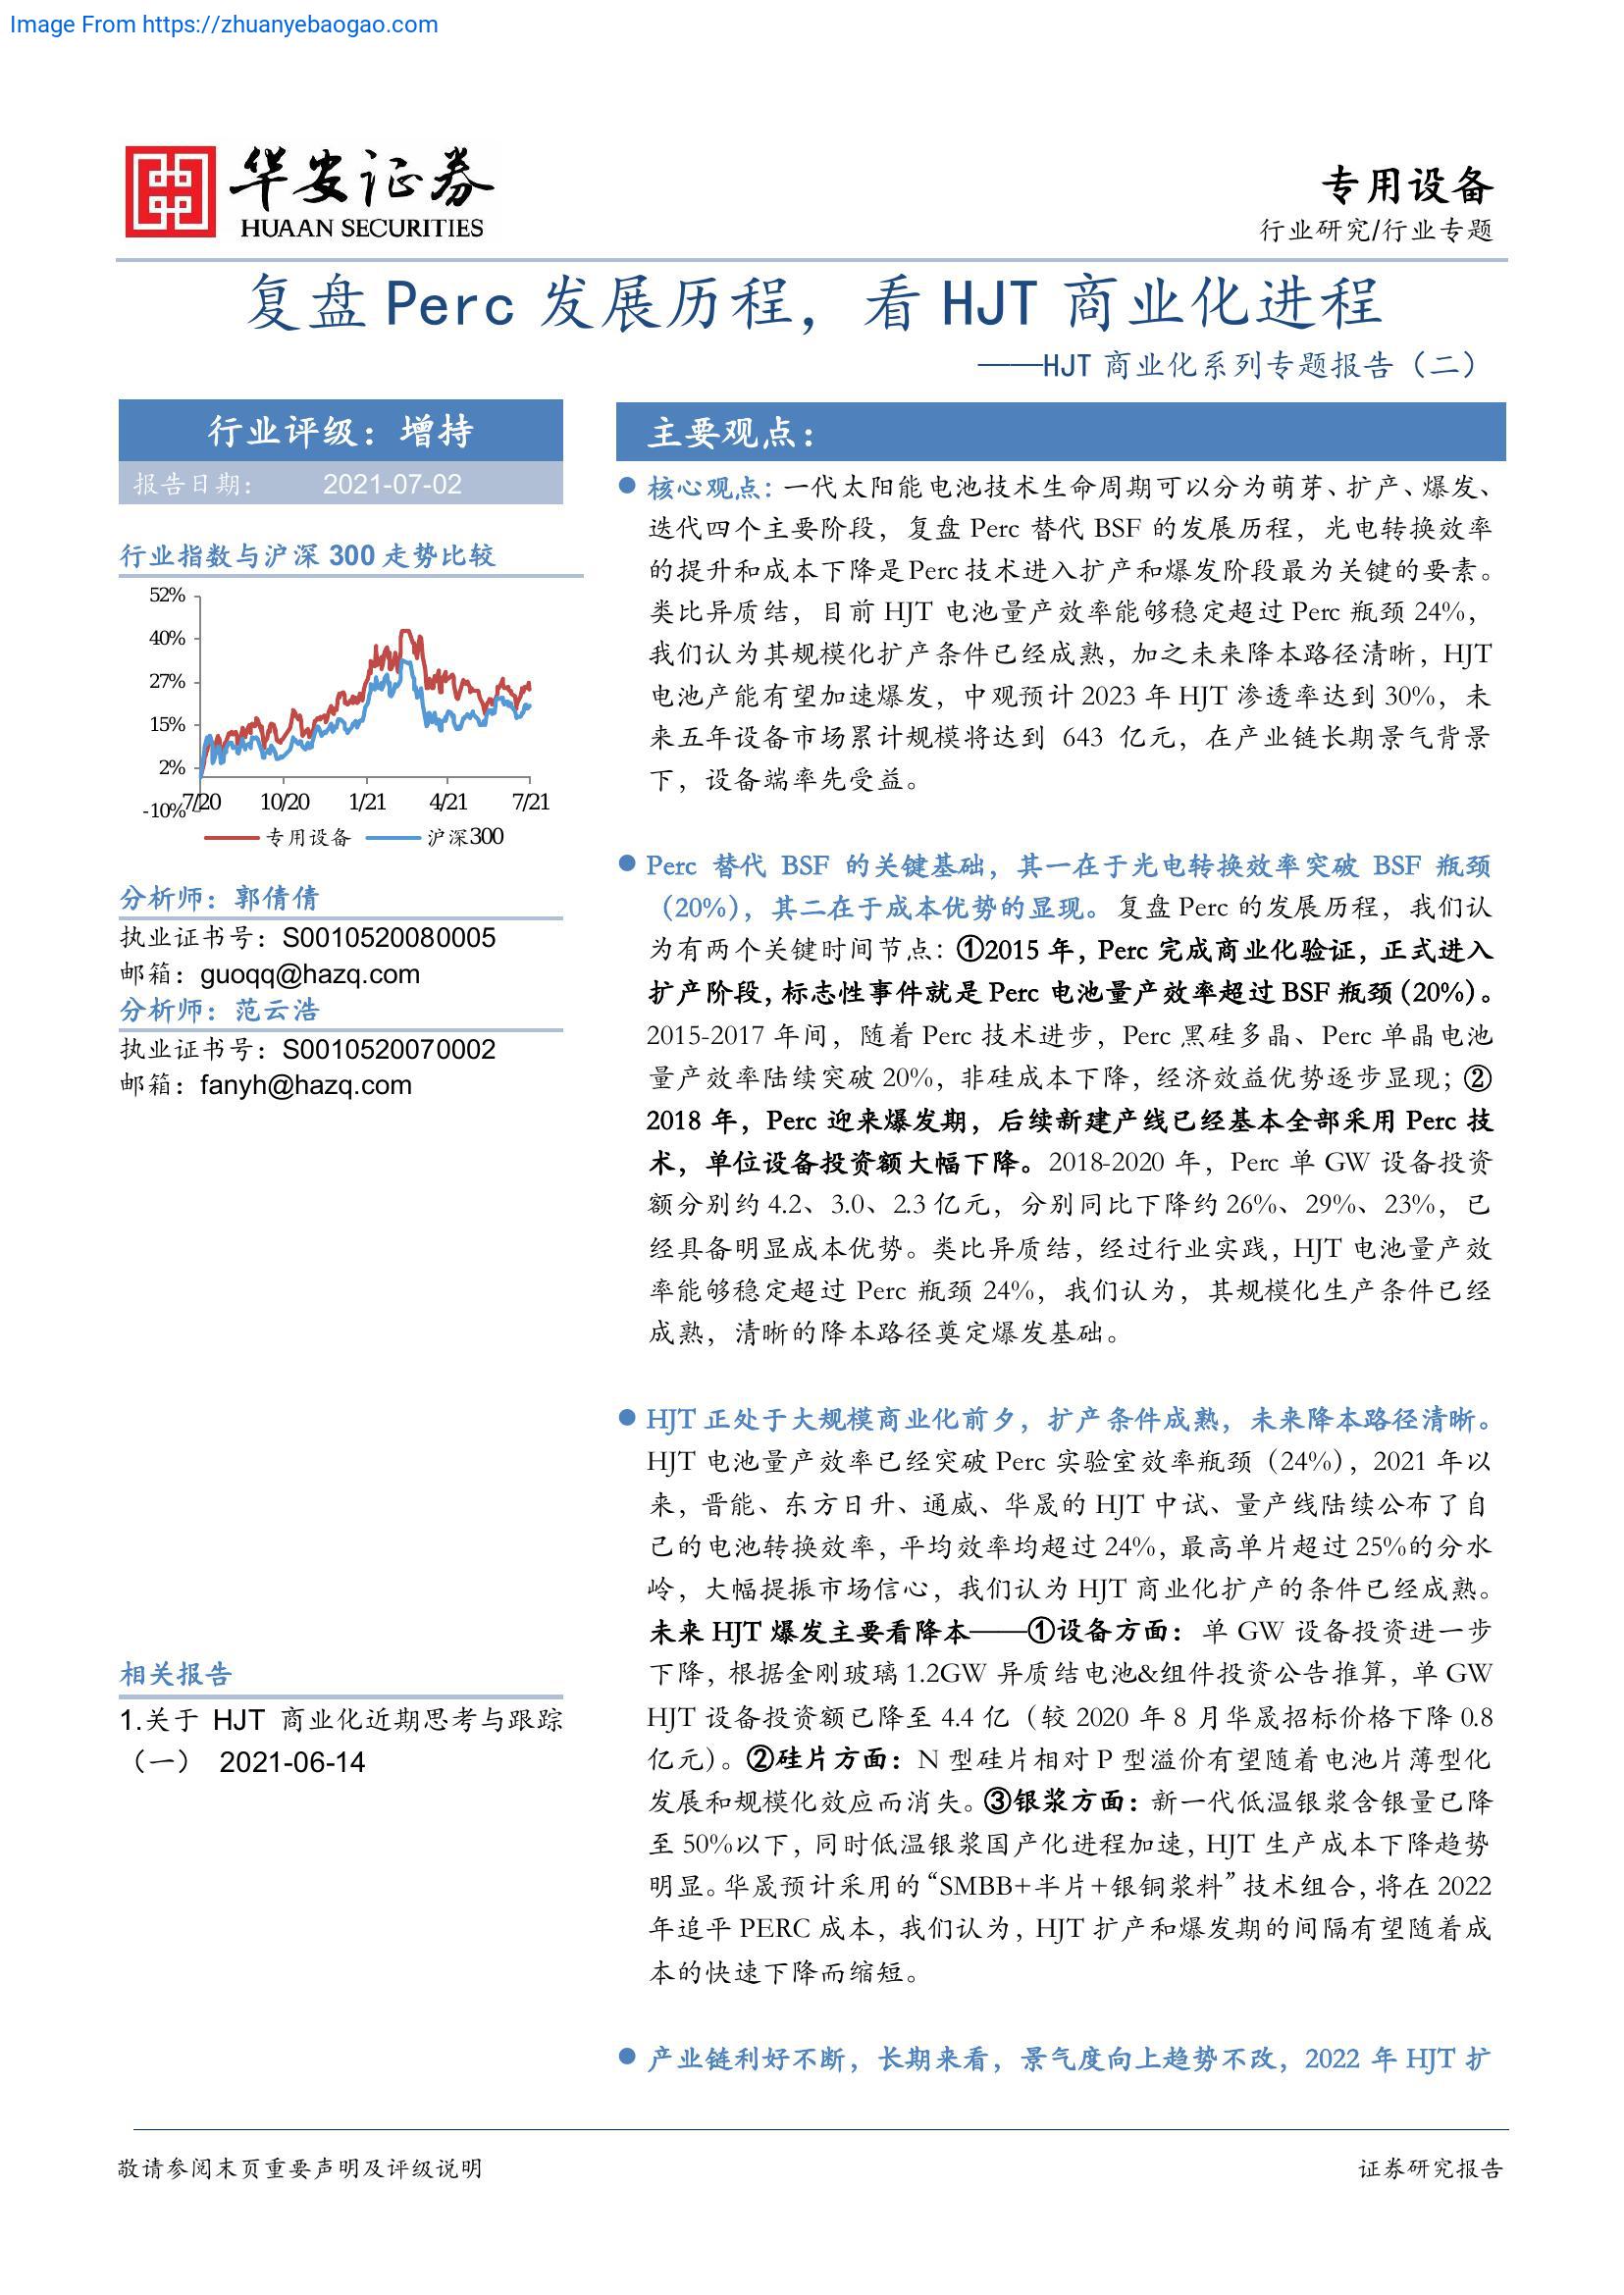 Image From https://zhuanyebaogao.com
华安证券
HUAAN SECURITIES
专用设备
行业研究/行业专题
复盘 Perc 发展历程，看 HJT 商业化进程
——HJT 商业化系列专题报告（二）
行业评级：增持
报告日期： 2021-07-02
行业指数与沪深 300 走势比较
52%
40%
27%
15%
2%
-10%
7/20 10/20 1/21 4/21 7/21
专用设备 沪深300
分析师：郭倩倩
执业证书号：S0010520080005
邮箱：guoqq@hazq.com
分析师：范云浩
执业证书号：S0010520070002
邮箱：fanyh@hazq.com
相关报告
1.关于 HJT 商业化近期思考与跟踪
（一） 2021-06-14
主要观点：
● 核心观点：一代太阳能电池技术生命周期可以分为萌芽、扩产、爆发、
迭代四个主要阶段，复盘 Perc 替代 BSF 的发展历程，光电转换效率
的提升和成本下降是 Perc 技术进入扩产和爆发阶段最为关键的要素。
类比异质结，目前 HJT 电池量产效率能够稳定超过 Perc 瓶颈 24%，
我们认为其规模化扩产条件已经成熟，加之未来降本路径清晰，HJT
电池产能有望加速爆发，中观预计 2023 年 HJT 渗透率达到 30%，未
来五年设备市场累计规模将达到 643 亿元，在产业链长期景气背景
下，设备端率先受益。
● Perc 替代 BSF 的关键基础，其一在于光电转换效率突破 BSF 瓶颈
（20%），其二在于成本优势的显现。复盘 Perc 的发展历程，我们认
为有两个关键时间节点：①2015 年，Perc 完成商业化验证，正式进入
扩产阶段，标志性事件就是 Perc 电池量产效率超过 BSF 瓶颈（20%）。
2015-2017 年间，随着 Perc 技术进步，Perc 黑硅多晶、Perc 单晶电池
量产效率陆续突破 20%，非硅成本下降，经济效益优势逐步显现；②
2018 年，Perc 迎来爆发期，后续新建产线已经基本全部采用 Perc 技
术，单位设备投资额大幅下降。2018-2020 年，Perc 单 GW 设备投资
额分别约 4.2、3.0、2.3 亿元，分别同比下降约 26%、29%、23%，已
经具备明显成本优势。类比异质结，经过行业实践，HJT 电池量产效
率能够稳定超过 Perc 瓶颈 24%，我们认为，其规模化生产条件已经
成熟，清晰的降本路径奠定爆发基础。
● HJT 正处于大规模商业化前夕，扩产条件成熟，未来降本路径清晰。
HJT 电池量产效率已经突破 Perc 实验室效率瓶颈（24%），2021 年以
来，晋能、东方日升、通威、华晟的 HJT 中试、量产线陆续公布了自
己的电池转换效率，平均效率均超过 24%，最高单片超过 25%的分水
岭，大幅提振市场信心，我们认为 HJT 商业化扩产的条件已经成熟。
未来 HJT 爆发主要看降本——①设备方面：单 GW 设备投资进一步
下降，根据金刚玻璃 1.2GW 异质结电池&组件投资公告推算，单 GW
HJT 设备投资额已降至 4.4 亿（较 2020 年 8 月华晟招标价格下降 0.8
亿元）。②硅片方面：N 型硅片相对 P 型溢价有望随着电池片薄型化
发展和规模化效应而消失。③银浆方面：新一代低温银浆含银量已降
至 50%以下，同时低温银浆国产化进程加速，HJT 生产成本下降趋势
明显。华晟预计采用的“SMBB+半片+银铜浆料”技术组合，将在 2022
年追平 PERC 成本，我们认为，HJT 扩产和爆发期的间隔有望随着成
本的快速下降而缩短。
● 产业链利好不断，长期来看，景气度向上趋势不改，2022 年 HJT 扩
敬请参阅末页重要声明及评级说明
证券研究报告